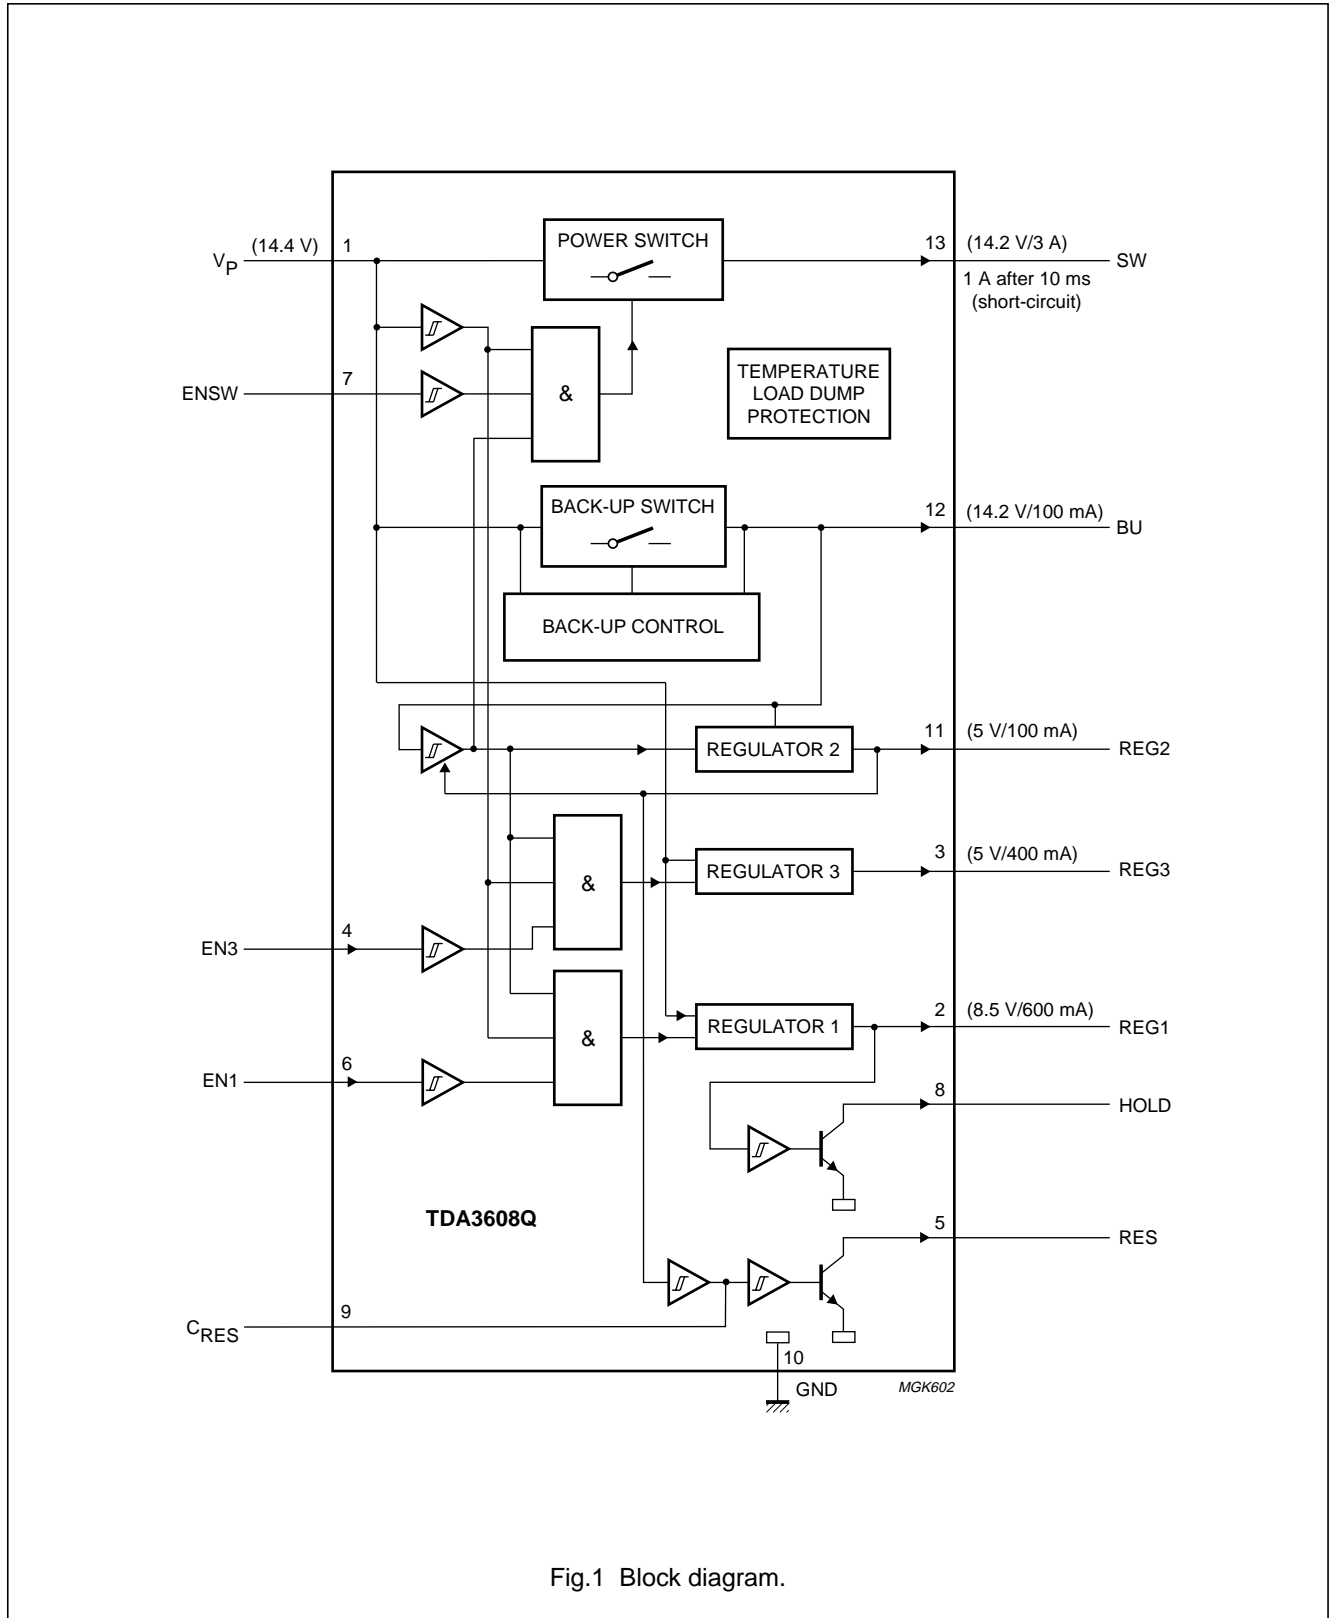 POWER SWITCH
VP
(14.4 V)
1
13
(14.2 V/3 A)
SW
1 A after 10 ms
(short-circuit)
TEMPERATURE
LOAD DUMP
PROTECTION
ENSW
7
&
BACK-UP SWITCH
12
(14.2 V/100 mA)
BU
BACK-UP CONTROL
REGULATOR 2
11
(5 V/100 mA)
REG2
REGULATOR 3
3
(5 V/400 mA)
REG3
&
EN3
4
REGULATOR 1
2
(8.5 V/600 mA)
REG1
&
EN1
6
8
HOLD
TDA3608Q
5
RES
CRES
9
10
GND
MGK602
Fig.1 Block diagram.